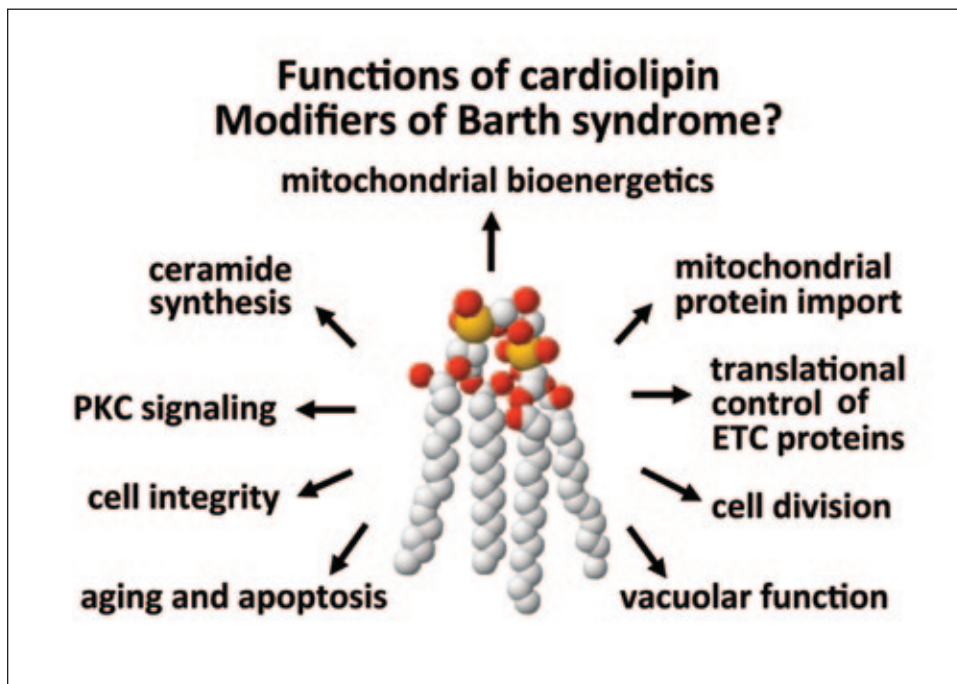 Functions of cardiolipin
Modifiers of Barth syndrome?
mitochondrial bioenergetics
ceramide
synthesis
mitochondrial
protein import
PKC signaling
translational
control of
ETC proteins
cell integrity
cell division
aging and apoptosis
vacuolar function